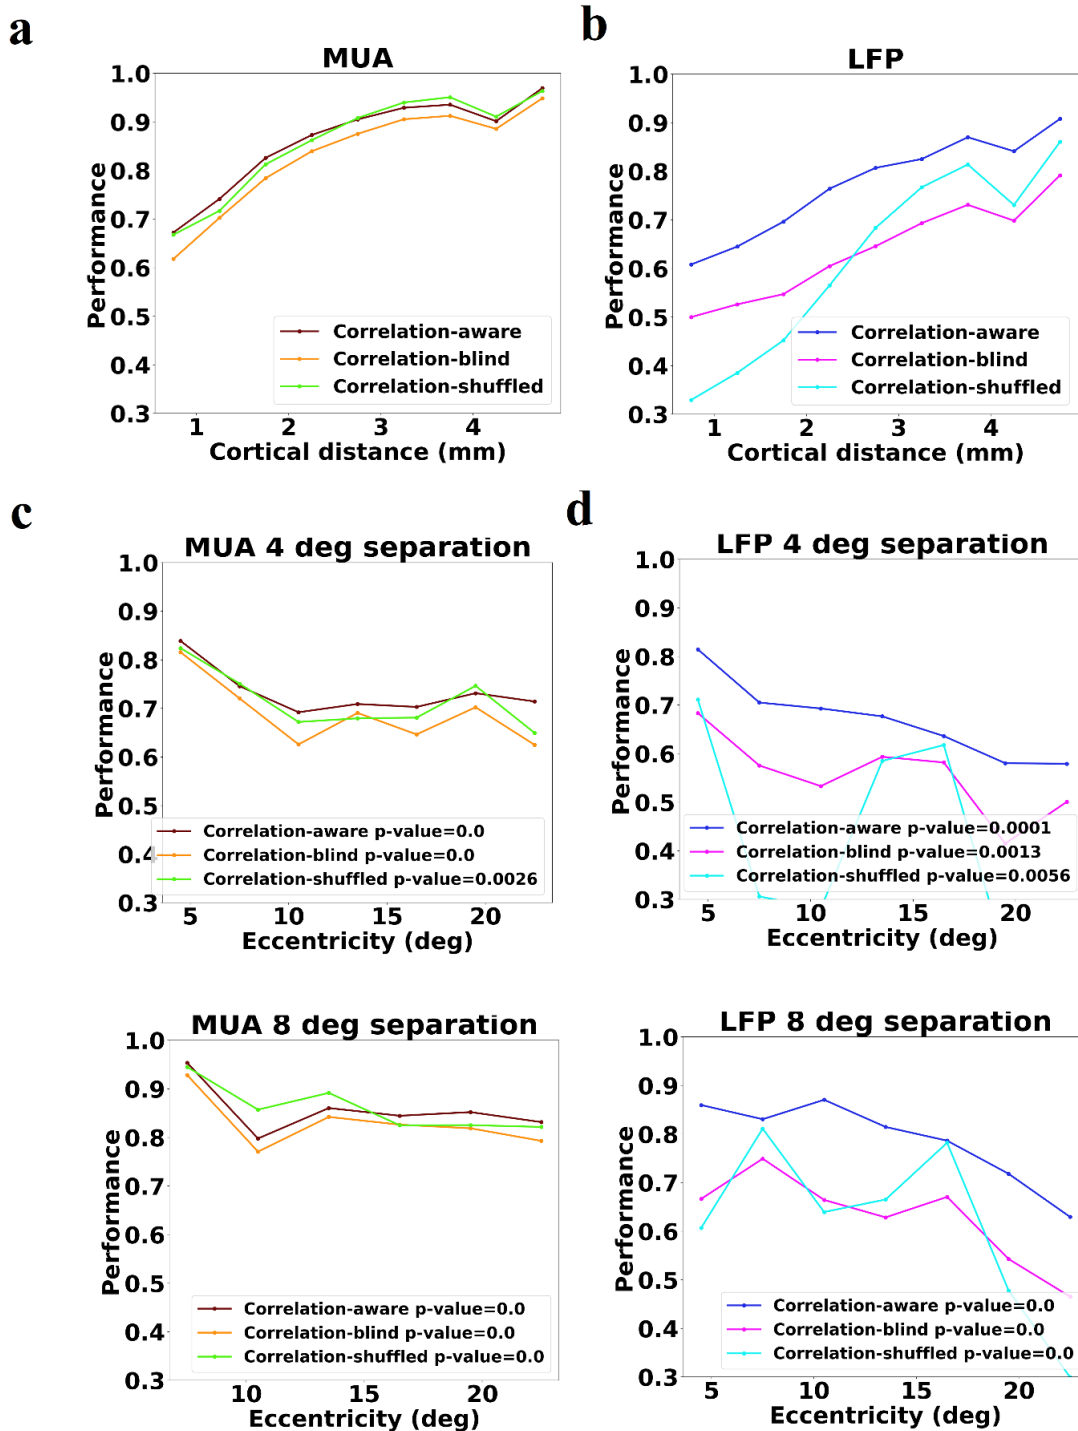 a
MUA
1.0
0.9
0.8
0.7
0.6
0.5
0.4
0.3
Performance
Correlation-aware
Correlation-blind
Correlation-shuffled
1 2 3 4
Cortical distance (mm)
b
LFP
1.0
0.9
0.8
0.7
0.6
0.5
0.4
0.3
Performance
Correlation-aware
Correlation-blind
Correlation-shuffled
1 2 3 4
Cortical distance (mm)
c
MUA 4 deg separation
1.0
0.9
0.8
0.7
0.6
0.5
0.4
0.3
Performance
Correlation-aware p-value=0.0
Correlation-blind p-value=0.0
Correlation-shuffled p-value=0.0026
5 10 15 20
Eccentricity (deg)
d
LFP 4 deg separation
1.0
0.9
0.8
0.7
0.6
0.5
0.4
0.3
Performance
Correlation-aware p-value=0.0001
Correlation-blind p-value=0.0013
Correlation-shuffled p-value=0.0056
5 10 15 20
Eccentricity (deg)
MUA 8 deg separation
1.0
0.9
0.8
0.7
0.6
0.5
0.4
0.3
Performance
Correlation-aware p-value=0.0
Correlation-blind p-value=0.0
Correlation-shuffled p-value=0.0
10 15 20
Eccentricity (deg)
LFP 8 deg separation
1.0
0.9
0.8
0.7
0.6
0.5
0.4
0.3
Performance
Correlation-aware p-value=0.0
Correlation-blind p-value=0.0
Correlation-shuffled p-value=0.0
5 10 15 20
Eccentricity (deg)